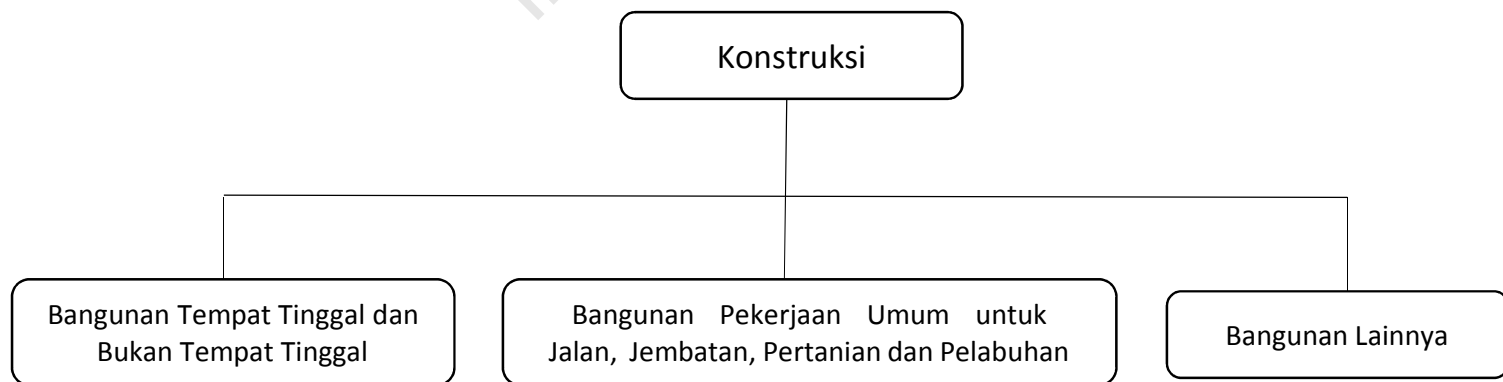 Konstruksi
Bangunan Tempat Tinggal dan
Bukan Tempat Tinggal
Bangunan Pekerjaan Umum untuk
Jalan, Jembatan, Pertanian dan Pelabuhan
Bangunan Lainnya